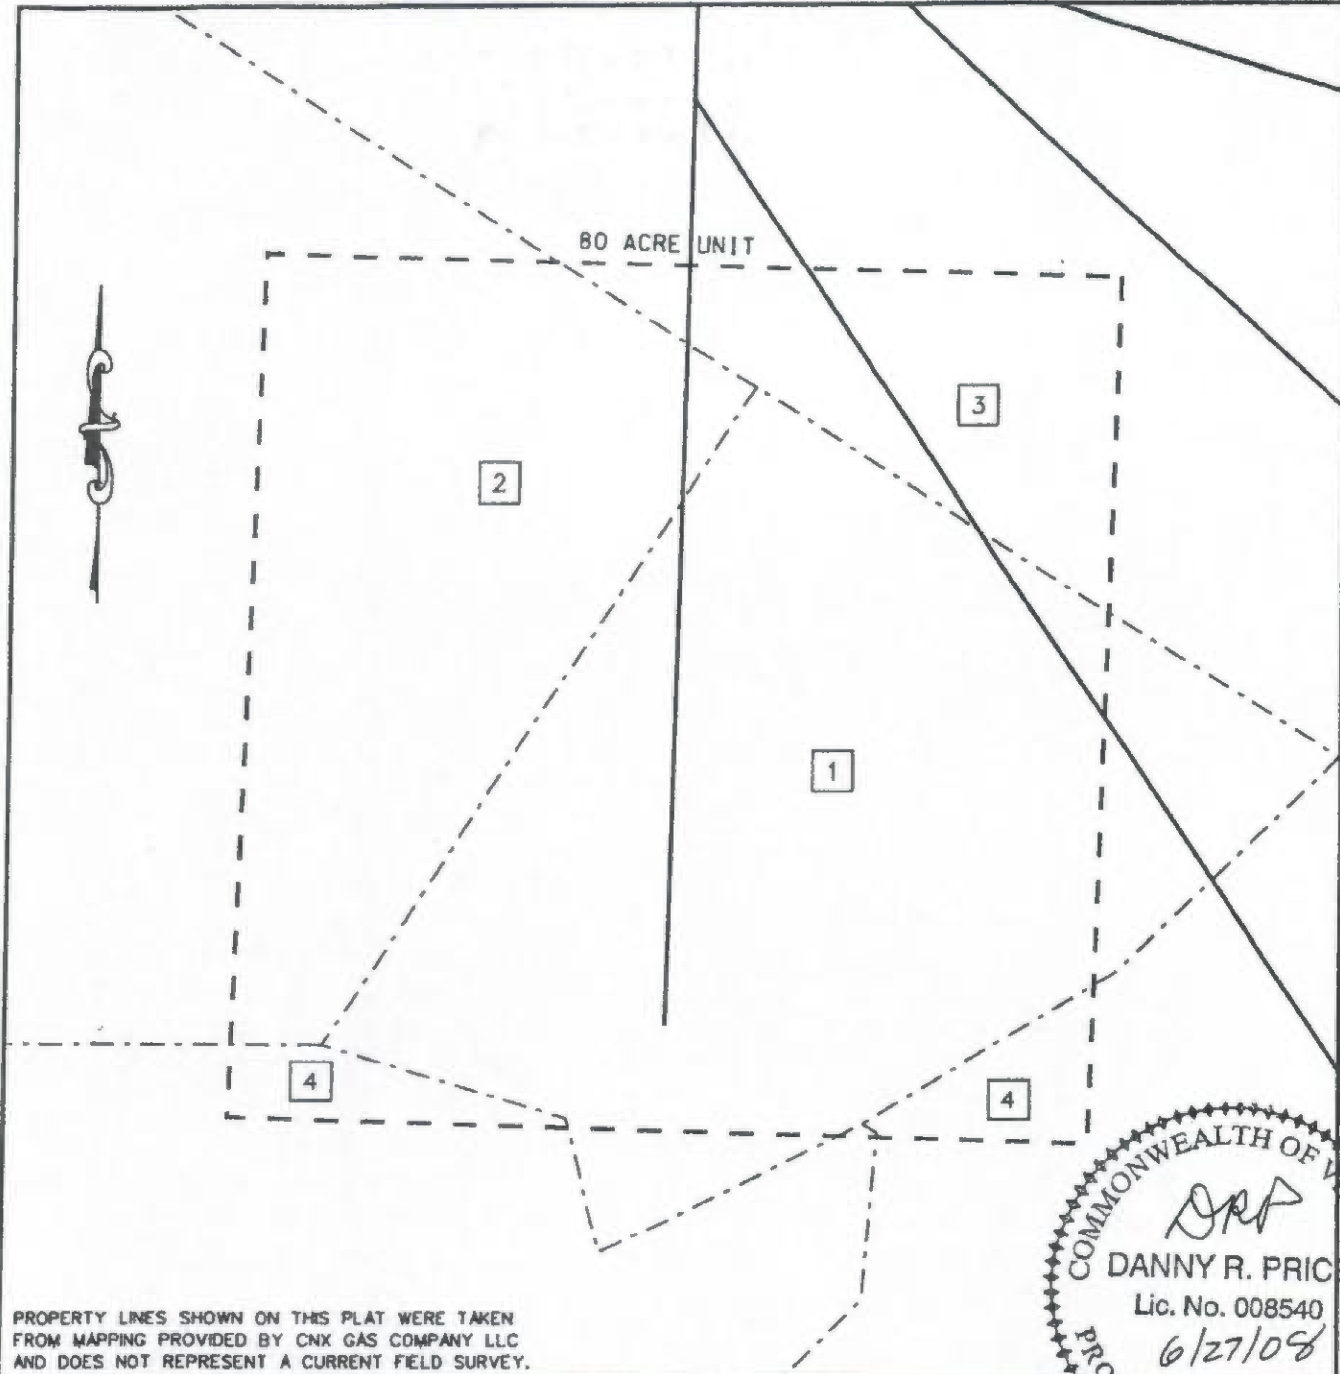 80 ACRE UNIT
3
2
1
4
4
COMMONWEALTH OF
DRP
DANNY R. PRIC
Lic. No. 008540
6/27/08
PRO
PROPERTY LINES SHOWN ON THIS PLAT WERE TAKEN
FROM MAPPING PROVIDED BY CNX GAS COMPANY LLC
AND DOES NOT REPRESENT A CURRENT FIELD SURVEY.